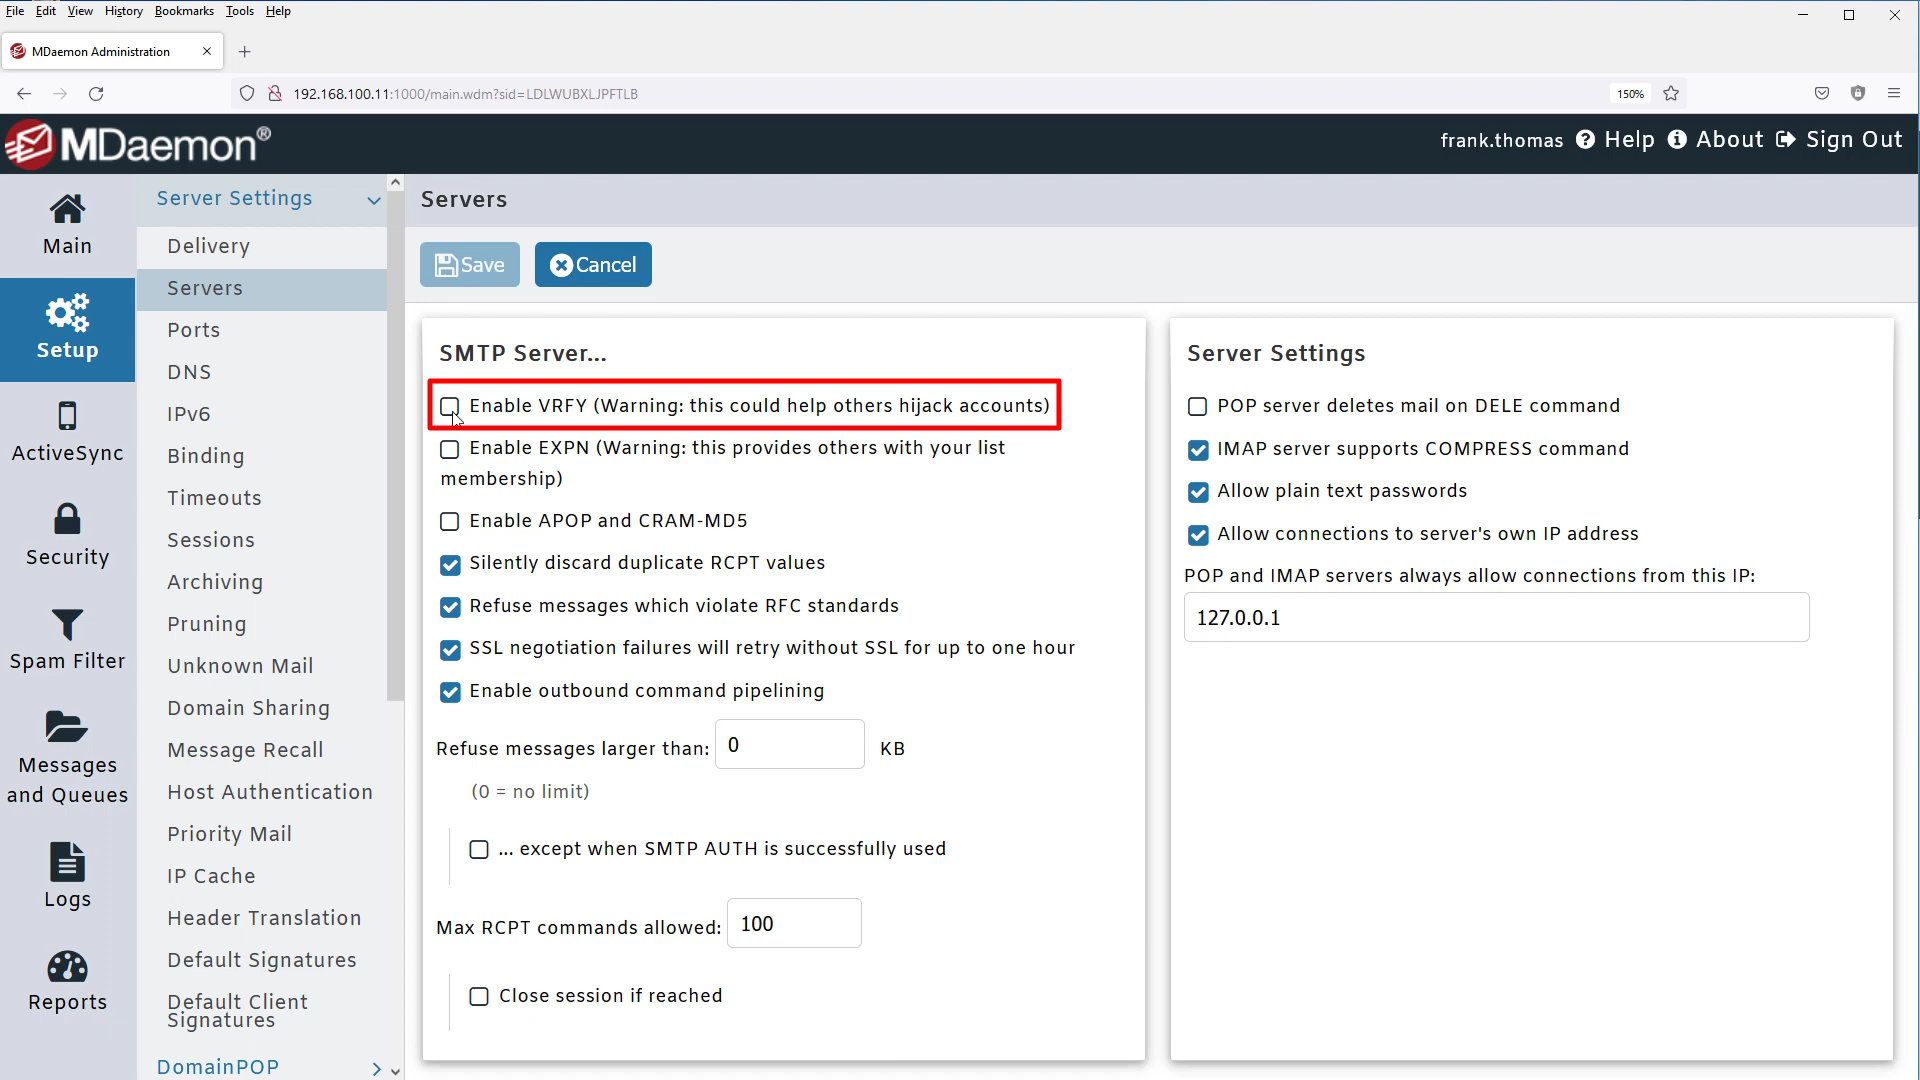 File Edit View History Bookmarks Tools Help
MDaemon Administration
192.168.100.11:1000/main.wdm?sid=LDLWUBXLJPFTLB
150%
MDaemon®
frank.thomas Help About Sign Out
Main
Setup
ActiveSync
Security
Spam Filter
Messages
and Queues
Logs
Reports
Server Settings
Delivery
Servers
Ports
DNS
IPv6
Binding
Timeouts
Sessions
Archiving
Pruning
Unknown Mail
Domain Sharing
Message Recall
Host Authentication
Priority Mail
IP Cache
Header Translation
Default Signatures
Default Client
Signatures
DomainPOP
Servers
Save Cancel
SMTP Server...
Enable VRFY (Warning: this could help others hijack accounts)
Enable EXPN (Warning: this provides others with your list
membership)
Enable APOP and CRAM-MD5
Silently discard duplicate RCPT values
Refuse messages which violate RFC standards
SSL negotiation failures will retry without SSL for up to one hour
Enable outbound command pipelining
Refuse messages larger than: 0 KB
(0 = no limit)
... except when SMTP AUTH is successfully used
Max RCPT commands allowed: 100
Close session if reached
Server Settings
POP server deletes mail on DELE command
IMAP server supports COMPRESS command
Allow plain text passwords
Allow connections to server's own IP address
POP and IMAP servers always allow connections from this IP:
127.0.0.1